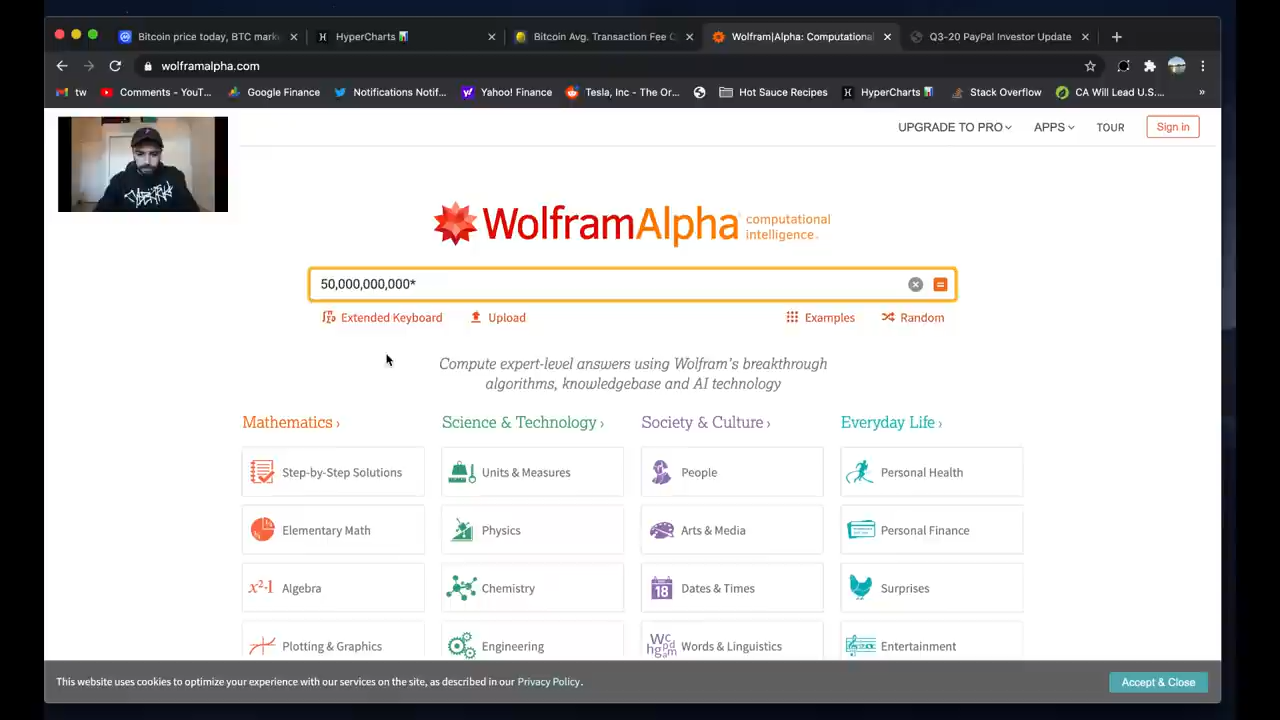 Bitcoin price today, BTC mark
HyperCharts
Bitcoin Avg. Transaction Fee C
Wolfram|Alpha: Computational
Q3-20 PayPal Investor Update
wolframalpha.com
tw
Comments - YouT...
Google Finance
Notifications Notif...
Yahoo! Finance
Tesla, Inc - The Or...
Hot Sauce Recipes
HyperCharts
Stack Overflow
CA Will Lead U.S....
»
UPGRADE TO PRO
APPS
TOUR
Sign in
WolframAlpha computational
intelligence.
50,000,000,000*
Extended Keyboard
Upload
Examples
Random
Compute expert-level answers using Wolfram's breakthrough
algorithms, knowledgebase and AI technology
Mathematics ›
Science & Technology ›
Society & Culture ›
Everyday Life ›
Step-by-Step Solutions
Units & Measures
People
Personal Health
Elementary Math
Physics
Arts & Media
Personal Finance
x²-1 Algebra
Chemistry
18 Dates & Times
Surprises
Plotting & Graphics
Engineering
Words & Linguistics
Entertainment
This website uses cookies to optimize your experience with our services on the site, as described in our Privacy Policy.
Accept & Close